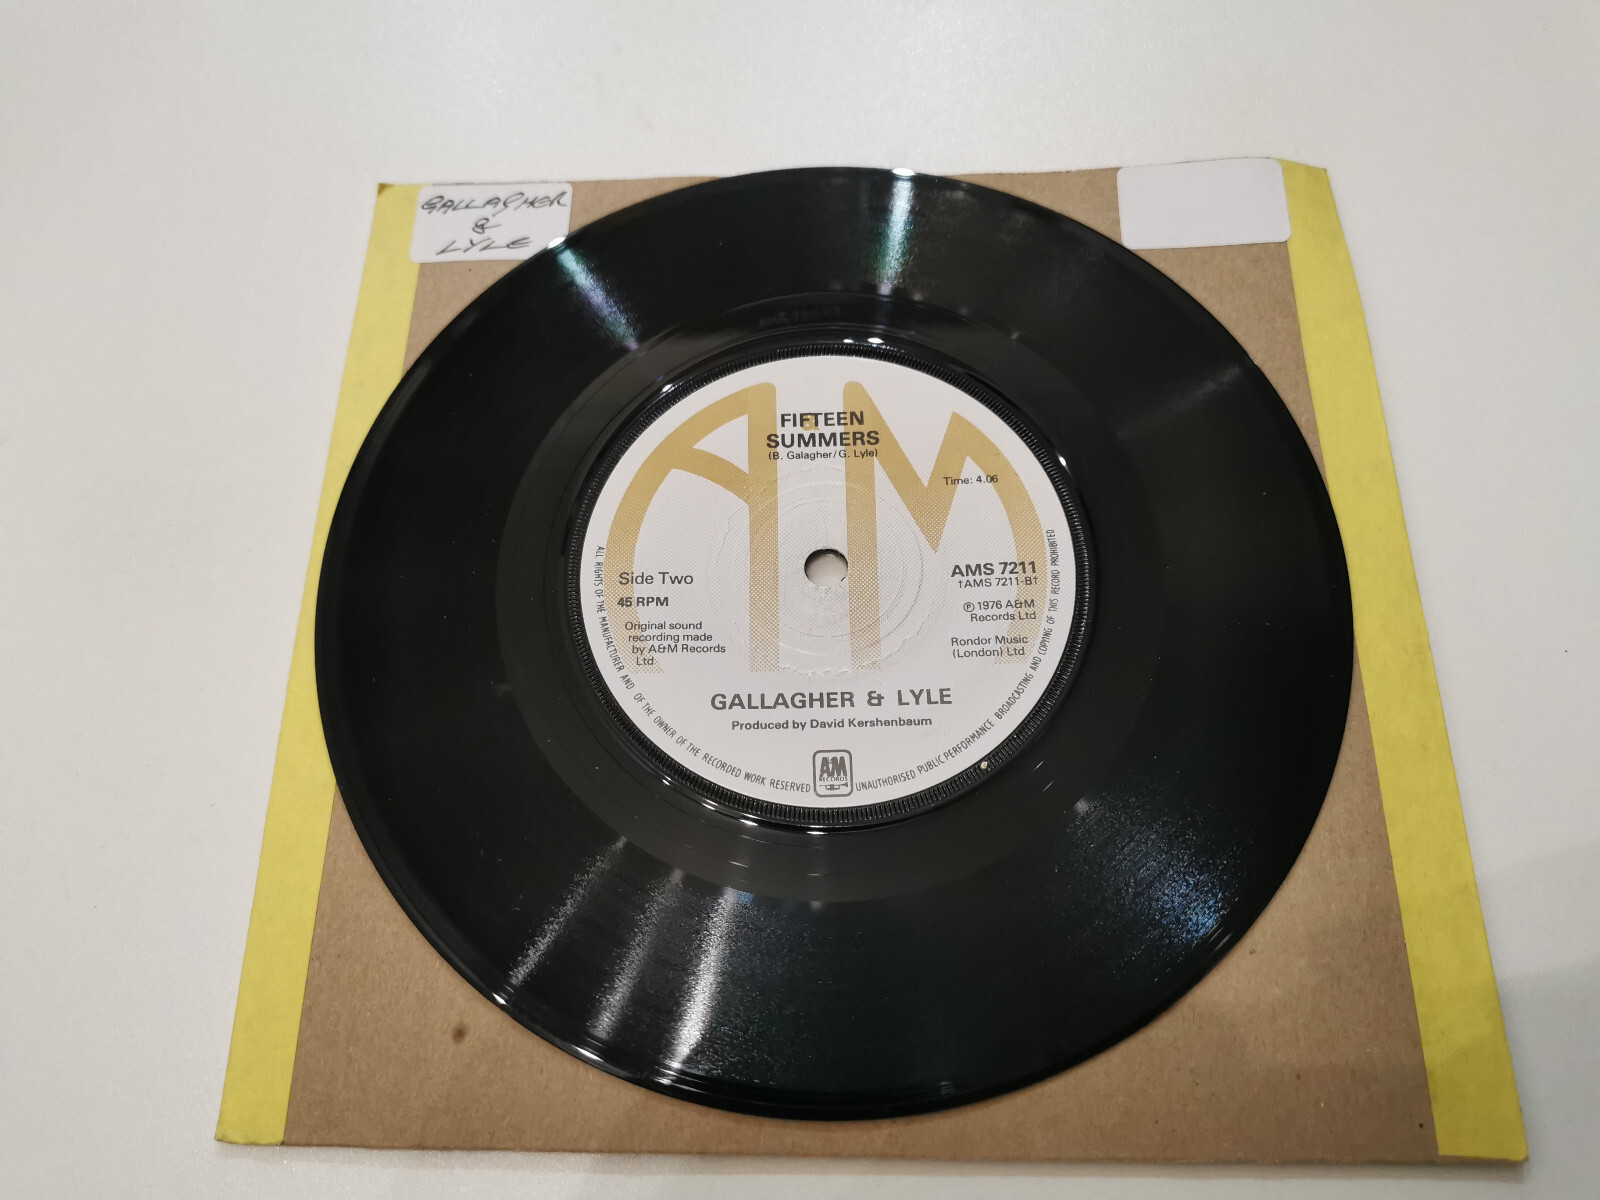 GALLAGHER
&
LYLE
A&M
FIFTEEN
SUMMERS
(B. Galagher/G. Lyle)
Time: 4.06
Side Two
45 RPM
Original sound
recording made
by A&M Records
Ltd
AMS 7211
†AMS 7211-B†
℗ 1976 A&M
Records Ltd
Rondor Music
(London) Ltd
GALLAGHER & LYLE
Produced by David Kershenbaum
ALL RIGHTS OF THE MANUFACTURER AND OF THE OWNER OF THE RECORDED WORK RESERVED
UNAUTHORISED PUBLIC PERFORMANCE BROADCASTING AND COPYING OF THIS RECORD PROHIBITED
A&M
RECORDS